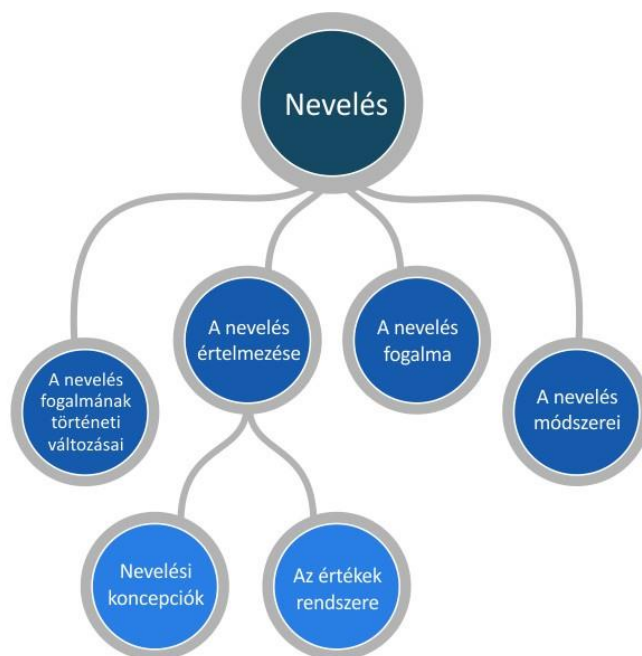 Nevelés
A nevelés
fogalmának
történeti
változásai
A nevelés
értelmezése
A nevelés
fogalma
A nevelés
módszerei
Nevelési
koncepciók
Az értékek
rendszere